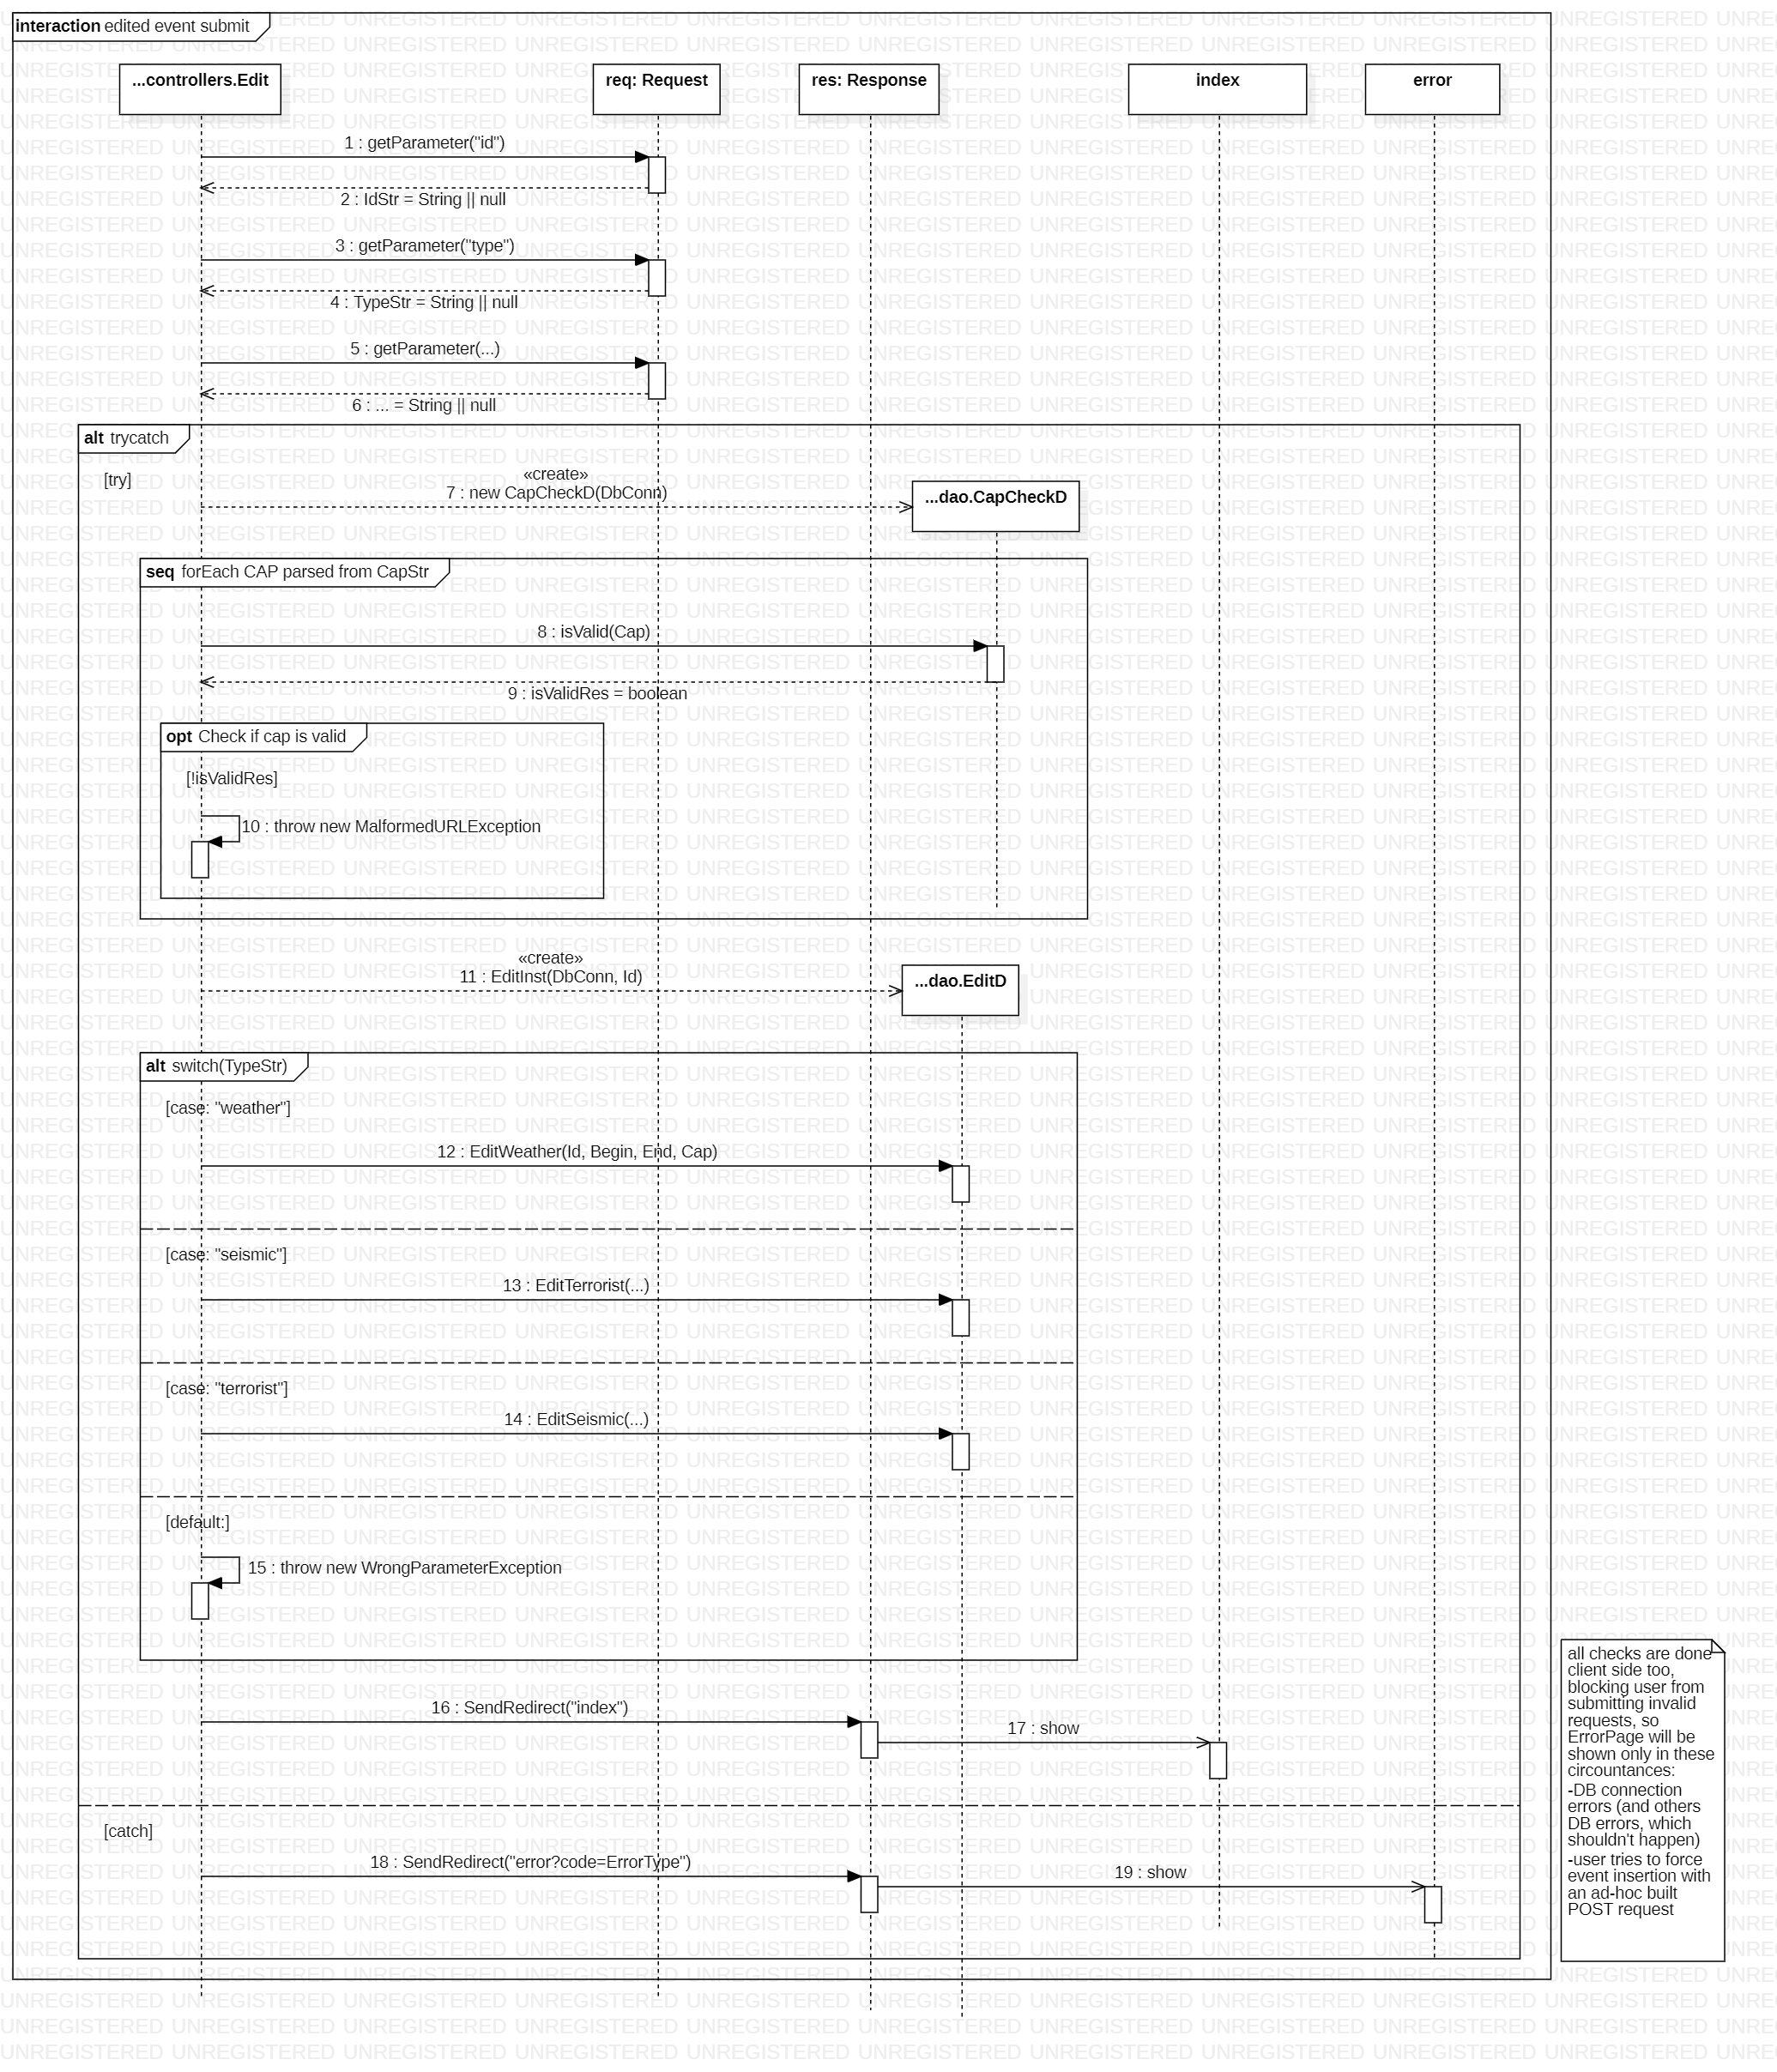 interaction edited event submit
...controllers.Edit
req: Request
res: Response
index
error
1 : getParameter("id")
2 : IdStr = String || null
3 : getParameter("type")
4 : TypeStr = String || null
5 : getParameter(...)
6 : ... = String || null
alt trycatch
[try]
«create»
7 : new CapCheckD(DbConn)
...dao.CapCheckD
seq forEach CAP parsed from CapStr
8 : isValid(Cap)
9 : isValidRes = boolean
opt Check if cap is valid
[!isValidRes]
10 : throw new MalformedURLException
«create»
11 : EditInst(DbConn, Id)
...dao.EditD
alt switch(TypeStr)
[case: "weather"]
12 : EditWeather(Id, Begin, End, Cap)
[case: "seismic"]
13 : EditTerrorist(...)
[case: "terrorist"]
14 : EditSeismic(...)
[default:]
15 : throw new WrongParameterException
16 : SendRedirect("index")
17 : show
[catch]
18 : SendRedirect("error?code=ErrorType")
19 : show
all checks are done
client side too,
blocking user from
submitting invalid
requests, so
ErrorPage will be
shown only in these
circountances:
-DB connection
errors (and others
DB errors, which
shouldn't happen)
-user tries to force
event insertion with
an ad-hoc built
POST request
UNREGISTERED